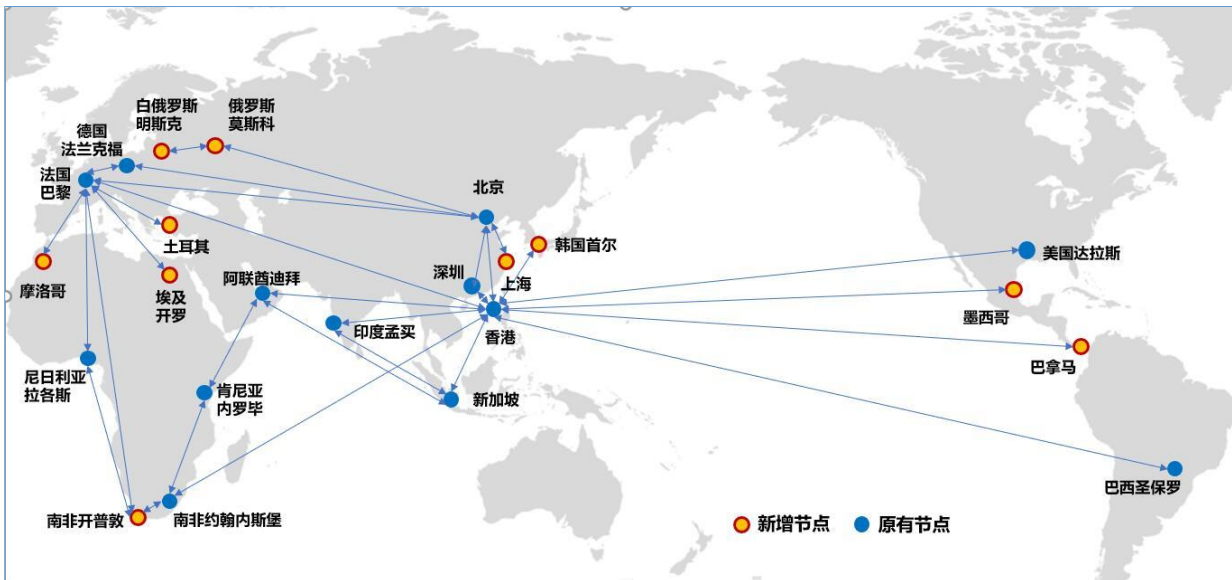 白俄罗斯
明斯克
俄罗斯
莫斯科
德国
法兰克福
法国
巴黎
北京
土耳其
韩国首尔
美国达拉斯
摩洛哥
埃及
开罗
阿联酋迪拜
深圳
上海
墨西哥
印度孟买
香港
巴拿马
尼日利亚
拉各斯
肯尼亚
内罗毕
新加坡
巴西圣保罗
南非开普敦
南非约翰内斯堡
新增节点
原有节点